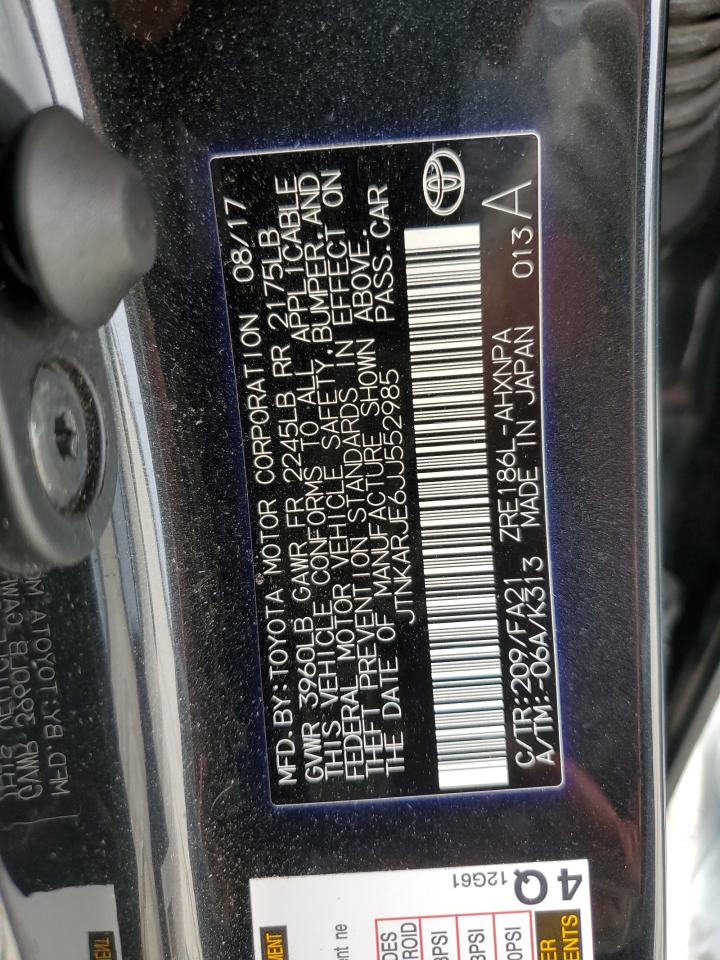 MFD.BY:TOYOTA MOTOR CORPORATION 08/17
GVWR 3960LB GAWR FR 2245LB RR 2175LB
THIS VEHICLE CONFORMS TO ALL APPLICABLE
FEDERAL MOTOR VEHICLE SAFETY,BUMPER,AND
THEFT PREVENTION STANDARDS IN EFFECT ON
THE DATE OF MANUFACTURE SHOWN ABOVE.
JTNKARJE6JJ552985 PASS.CAR
C/TR:209/FA21 ZRE186L-AHXNPA
A/TM:-06A/K313 MADE IN JAPAN 013 A
4Q
12G61